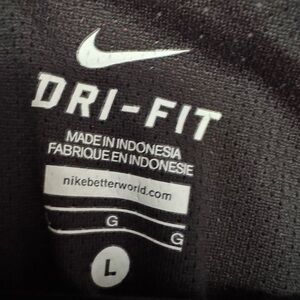 DRI-FIT
MADE IN INDONESIA
FABRIQUE EN INDONESIE
nikebetterworld.com
G
G
L